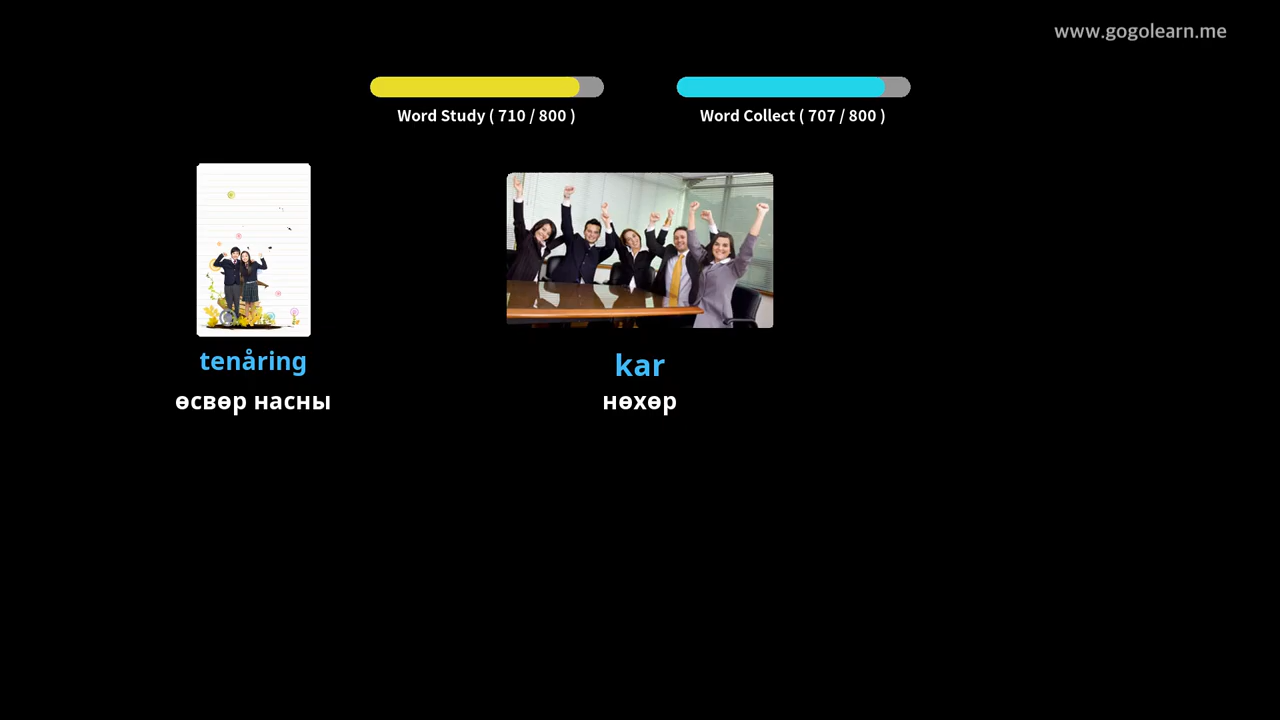 www.gogolearn.me
Word Study ( 710 / 800 )
Word Collect ( 707 / 800 )
tenåring
өсвөр насны
kar
нөхөр